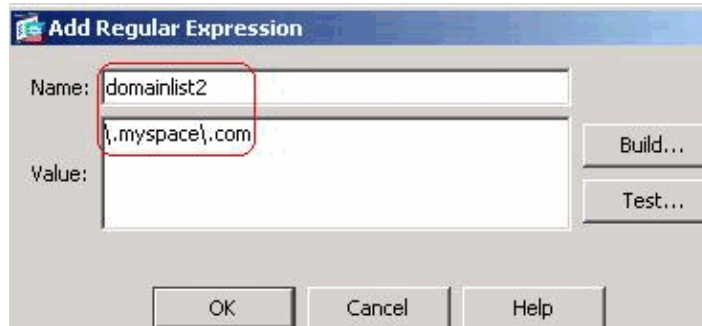 Add Regular Expression
Name: domainlist2
\.myspace\.com
Build...
Value:
Test...
OK Cancel Help